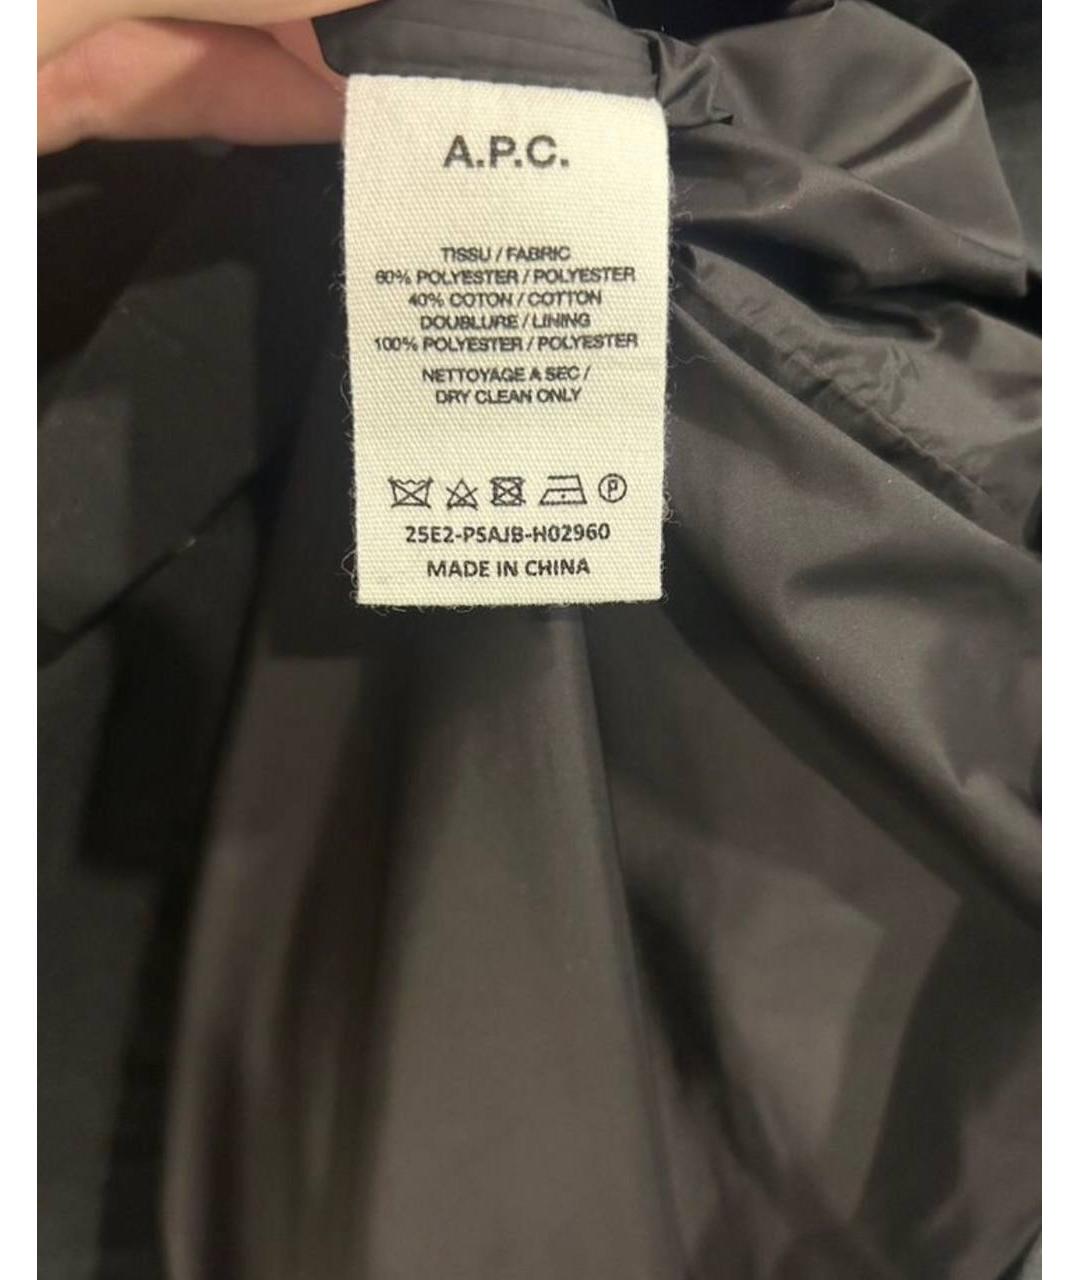 A.P.C.
TISSU / FABRIC
60% POLYESTER / POLYESTER
40% COTON / COTTON
DOUBLURE / LINING
100% POLYESTER / POLYESTER
NETTOYAGE A SEC /
DRY CLEAN ONLY
P
25E2-PSAJB-H02960
MADE IN CHINA